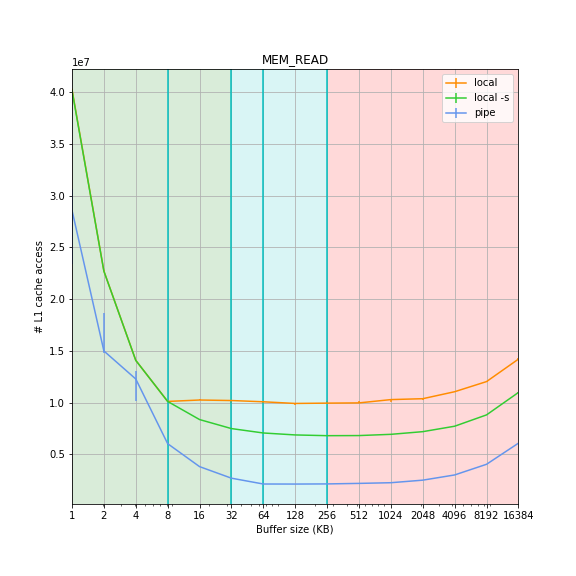 MEM_READ
1e7
local
local -s
pipe
4.0
3.5
3.0
2.5
2.0
1.5
1.0
0.5
# L1 cache access
1 2 4 8 16 32 64 128 256 512 1024 2048 4096 8192 16384
Buffer size (KB)